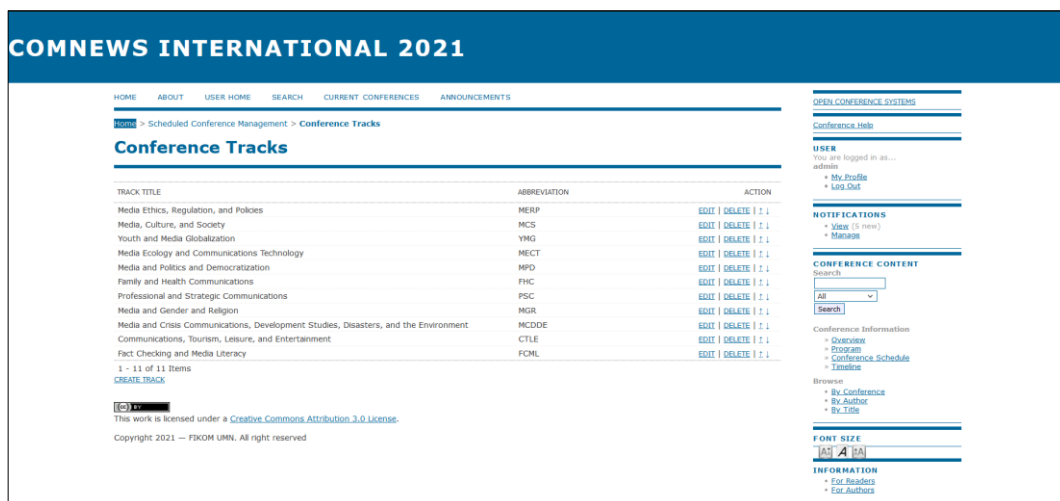 COMNEWS INTERNATIONAL 2021
HOME ABOUT USER HOME SEARCH CURRENT CONFERENCES ANNOUNCEMENTS
Home > Scheduled Conference Management > Conference Tracks
Conference Tracks
TRACK TITLE ABBREVIATION ACTION
Media Ethics, Regulation, and Policies MERP EDIT | DELETE | ↑ ↓
Media, Culture, and Society MCS EDIT | DELETE | ↑ ↓
Youth and Media Globalization YMG EDIT | DELETE | ↑ ↓
Media Ecology and Communications Technology MECT EDIT | DELETE | ↑ ↓
Media and Politics and Democratization MPD EDIT | DELETE | ↑ ↓
Family and Health Communications FHC EDIT | DELETE | ↑ ↓
Professional and Strategic Communications PSC EDIT | DELETE | ↑ ↓
Media and Gender and Religion MGR EDIT | DELETE | ↑ ↓
Media and Crisis Communications, Development Studies, Disasters, and the Environment MCDDE EDIT | DELETE | ↑ ↓
Communications, Tourism, Leisure, and Entertainment CTLE EDIT | DELETE | ↑ ↓
Fact Checking and Media Literacy FCML EDIT | DELETE | ↑ ↓
1 - 11 of 11 Items
CREATE TRACK
(cc) BY
This work is licensed under a Creative Commons Attribution 3.0 License.
Copyright 2021 — FIKOM UMN. All right reserved
OPEN CONFERENCE SYSTEMS
Conference Help
USER
You are logged in as...
admin
My Profile
Log Out
NOTIFICATIONS
View (5 new)
Manage
CONFERENCE CONTENT
Search
All
Search
Conference Information
» Overview
» Program
» Conference Schedule
» Timeline
Browse
By Conference
By Author
By Title
FONT SIZE
A A A
INFORMATION
For Readers
For Authors